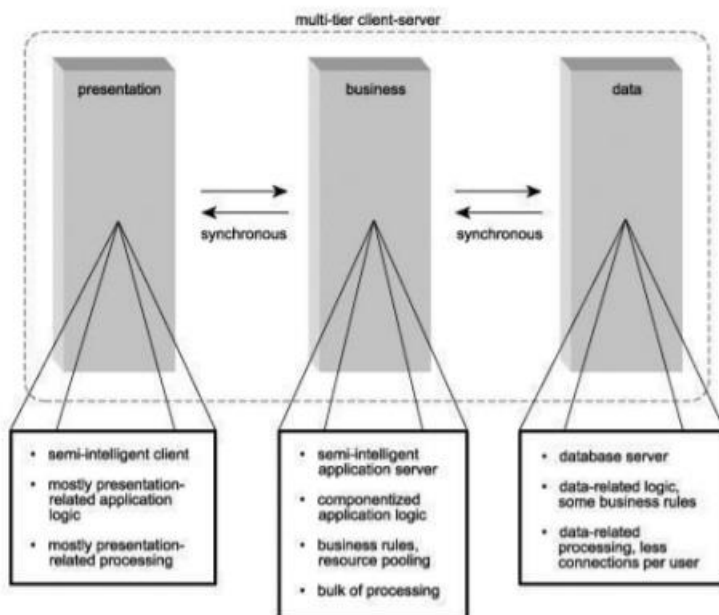 multi-tier client-server
presentation
business
data
synchronous
synchronous
• semi-intelligent client
• mostly presentation-
related application
logic
• mostly presentation-
related processing
• semi-intelligent
application server
• componentized
application logic
• business rules,
resource pooling
• bulk of processing
• database server
• data-related logic,
some business rules
• data-related
processing, less
connections per user